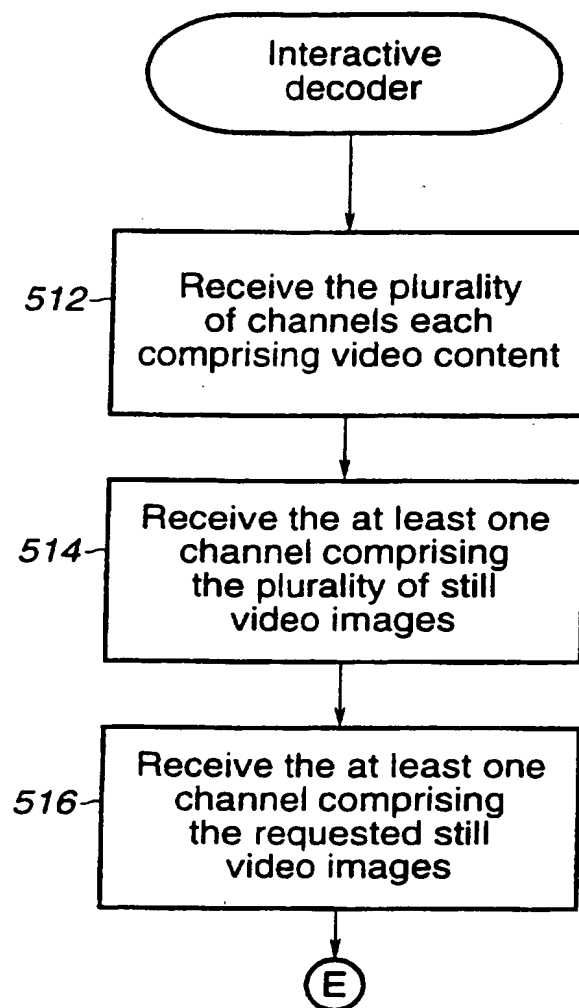 Interactive
decoder
512
Receive the plurality
of channels each
comprising video content
514
Receive the at least one
channel comprising
the plurality of still
video images
516
Receive the at least one
channel comprising
the requested still
video images
E